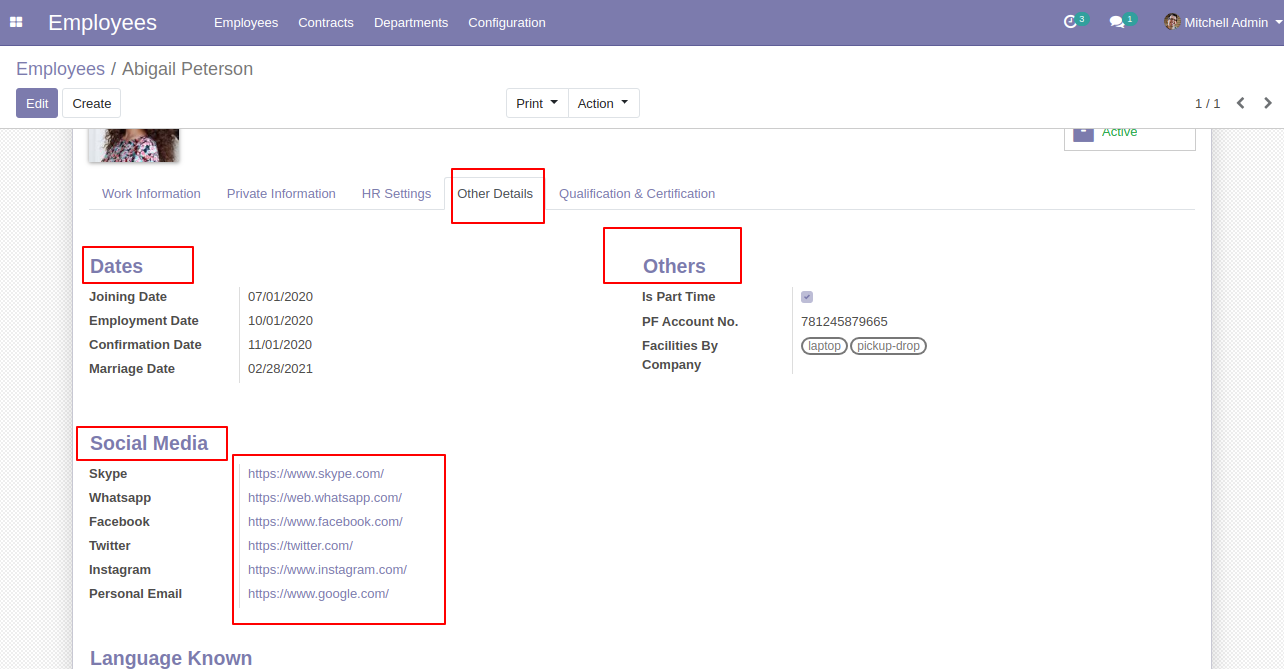 Employees Employees Contracts Departments Configuration 3 1 Mitchell Admin
Employees / Abigail Peterson
Edit Create Print Action 1 / 1
Active
Work Information Private Information HR Settings Other Details Qualification & Certification
Dates
Joining Date 07/01/2020
Employment Date 10/01/2020
Confirmation Date 11/01/2020
Marriage Date 02/28/2021
Others
Is Part Time
PF Account No. 781245879665
Facilities By laptop pickup-drop
Company
Social Media
Skype https://www.skype.com/
Whatsapp https://web.whatsapp.com/
Facebook https://www.facebook.com/
Twitter https://twitter.com/
Instagram https://www.instagram.com/
Personal Email https://www.google.com/
Language Known